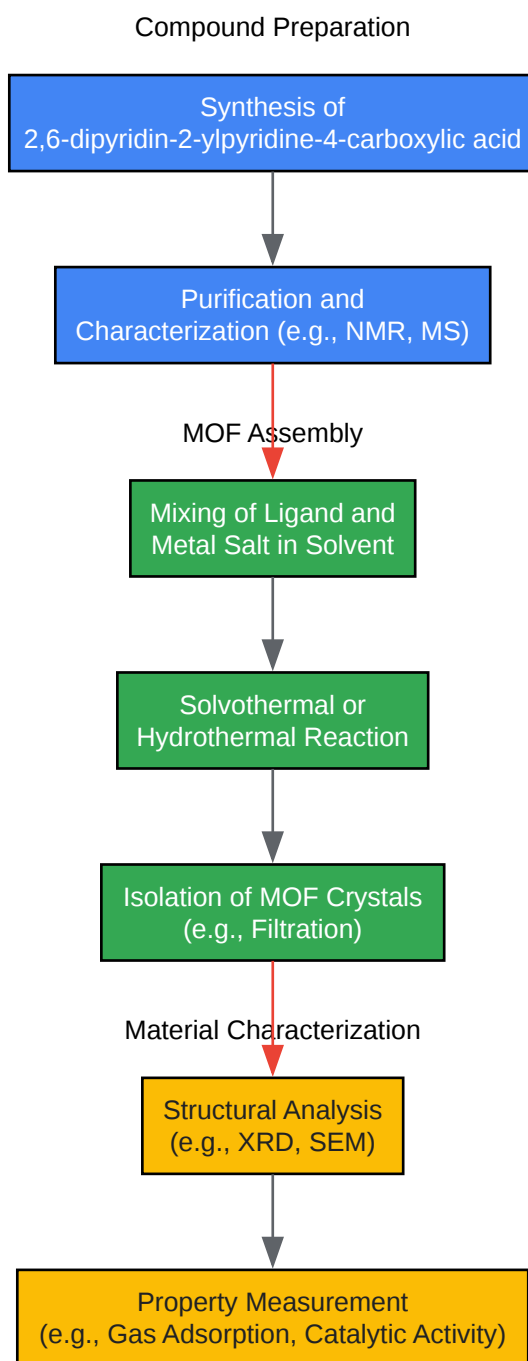 Compound Preparation
Synthesis of
2,6-dipyridin-2-ylpyridine-4-carboxylic acid
Purification and
Characterization (e.g., NMR, MS)
MOF Assembly
Mixing of Ligand and
Metal Salt in Solvent
Solvothermal or
Hydrothermal Reaction
Isolation of MOF Crystals
(e.g., Filtration)
Material Characterization
Structural Analysis
(e.g., XRD, SEM)
Property Measurement
(e.g., Gas Adsorption, Catalytic Activity)